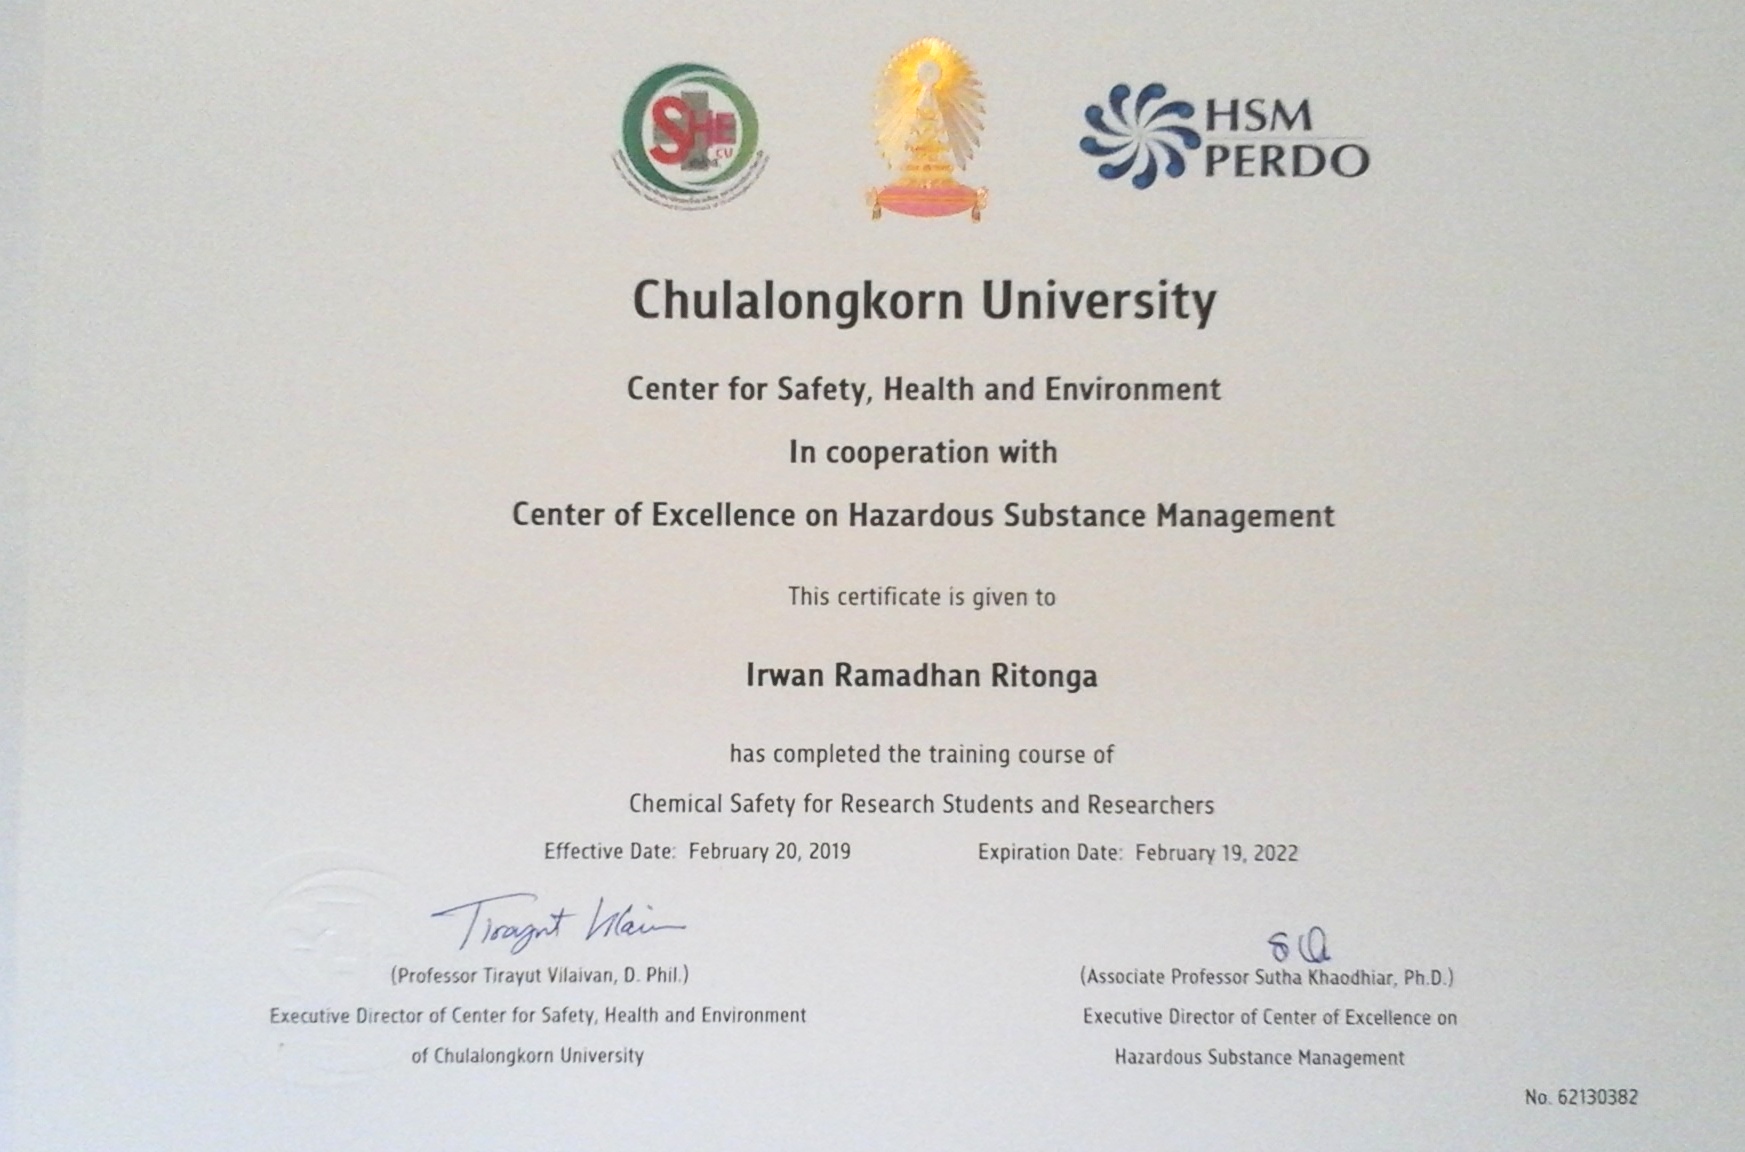 SHE
CU
HSM
PERDO
Chulalongkorn University
Center for Safety, Health and Environment
In cooperation with
Center of Excellence on Hazardous Substance Management
This certificate is given to
Irwan Ramadhan Ritonga
has completed the training course of
Chemical Safety for Research Students and Researchers
Effective Date: February 20, 2019 Expiration Date: February 19, 2022
(Professor Tirayut Vilaivan, D. Phil.)
Executive Director of Center for Safety, Health and Environment
of Chulalongkorn University
(Associate Professor Sutha Khaodhiar, Ph.D.)
Executive Director of Center of Excellence on
Hazardous Substance Management
No. 62130382